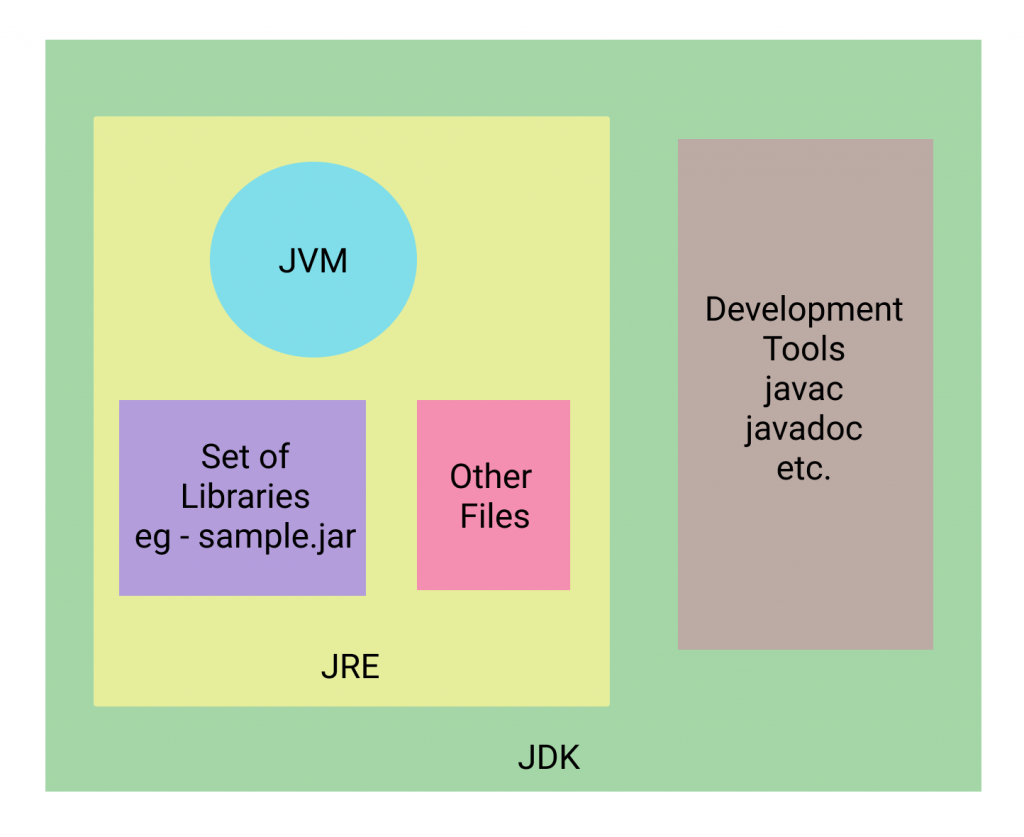 JVM
Set of
Libraries
eg - sample.jar
Other
Files
JRE
Development
Tools
javac
javadoc
etc.
JDK